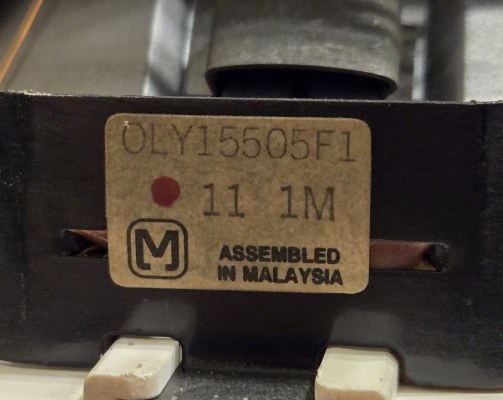 OLY15505F1
11 1M
M
ASSEMBLED
IN MALAYSIA